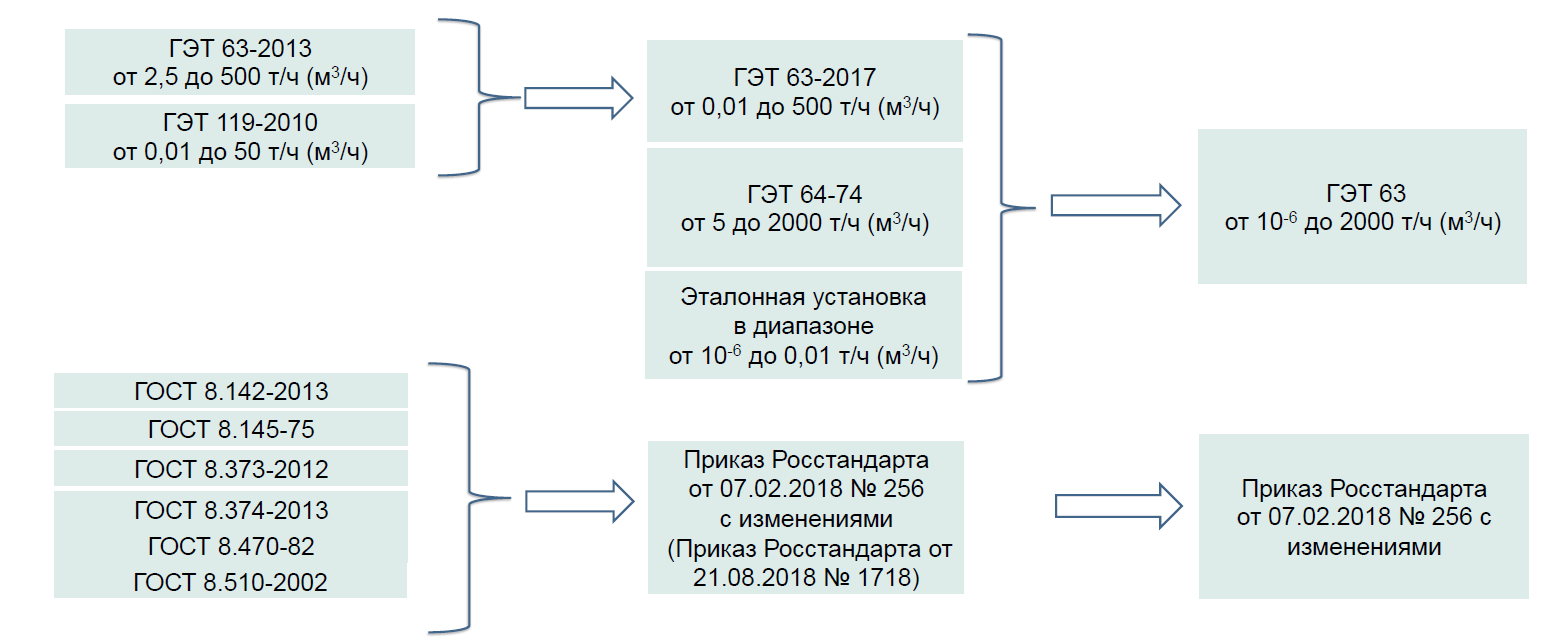 ГЭТ 63-2013
от 2,5 до 500 т/ч (м³/ч)
ГЭТ 119-2010
от 0,01 до 50 т/ч (м³/ч)
ГЭТ 63-2017
от 0,01 до 500 т/ч (м³/ч)
ГЭТ 64-74
от 5 до 2000 т/ч (м³/ч)
Эталонная установка
в диапазоне
от 10⁻⁶ до 0,01 т/ч (м³/ч)
ГЭТ 63
от 10⁻⁶ до 2000 т/ч (м³/ч)
ГОСТ 8.142-2013
ГОСТ 8.145-75
ГОСТ 8.373-2012
ГОСТ 8.374-2013
ГОСТ 8.470-82
ГОСТ 8.510-2002
Приказ Росстандарта
от 07.02.2018 № 256
с изменениями
(Приказ Росстандарта от
21.08.2018 № 1718)
Приказ Росстандарта
от 07.02.2018 № 256 с
изменениями